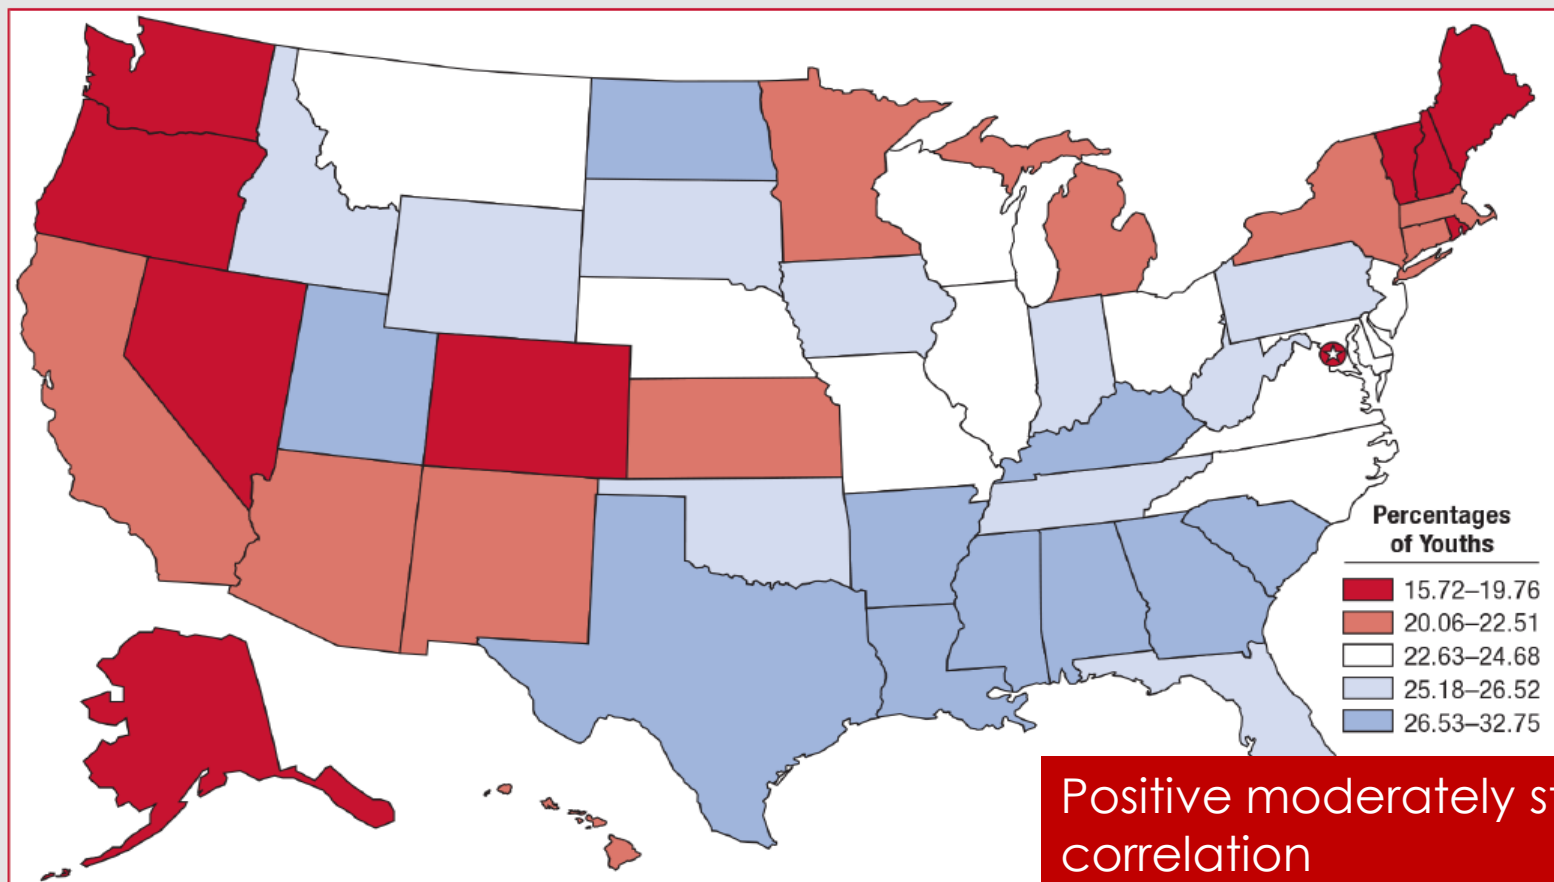 Percentages
of Youths
15.72–19.76
20.06–22.51
22.63–24.68
25.18–26.52
26.53–32.75
Positive moderately
correlation